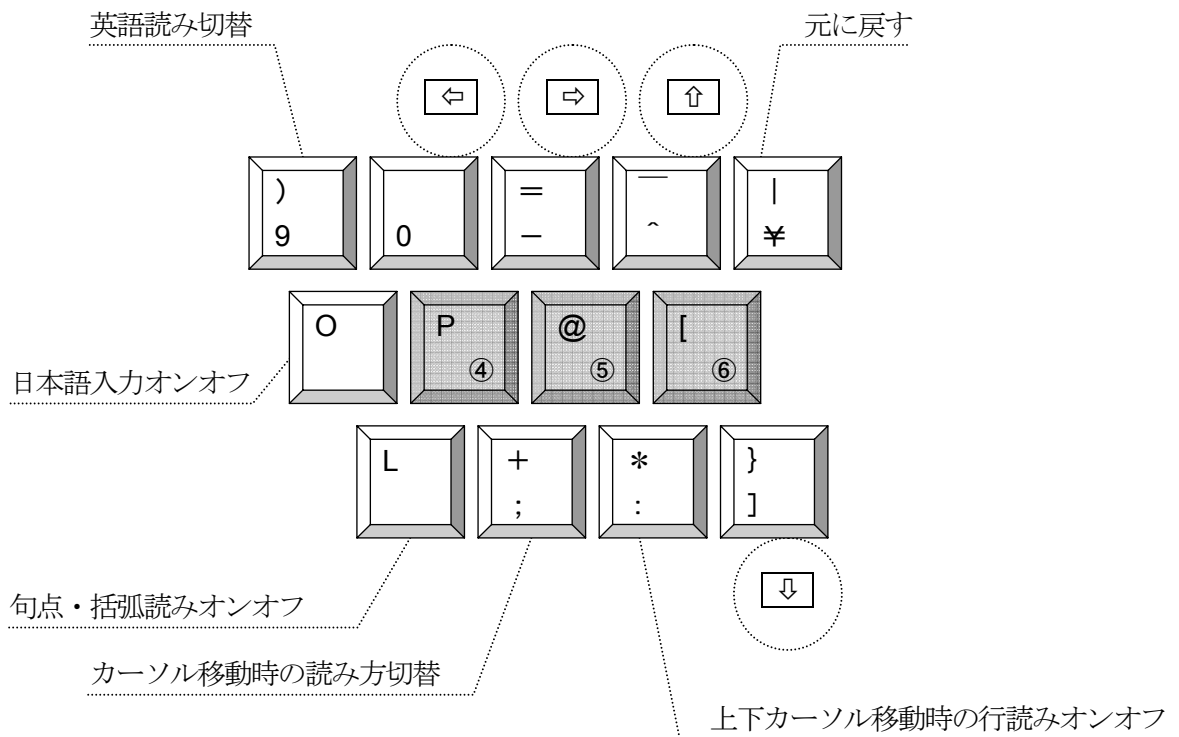 英語読み切替
元に戻す
⇦ ⇨ ⇧
) = ￣ |
9 0 － ＾ ¥
O P @ [
④ ⑤ ⑥
日本語入力オンオフ
L ＋ ＊ }
; : ]
⇩
句点・括弧読みオンオフ
カーソル移動時の読み方切替
上下カーソル移動時の行読みオンオフ